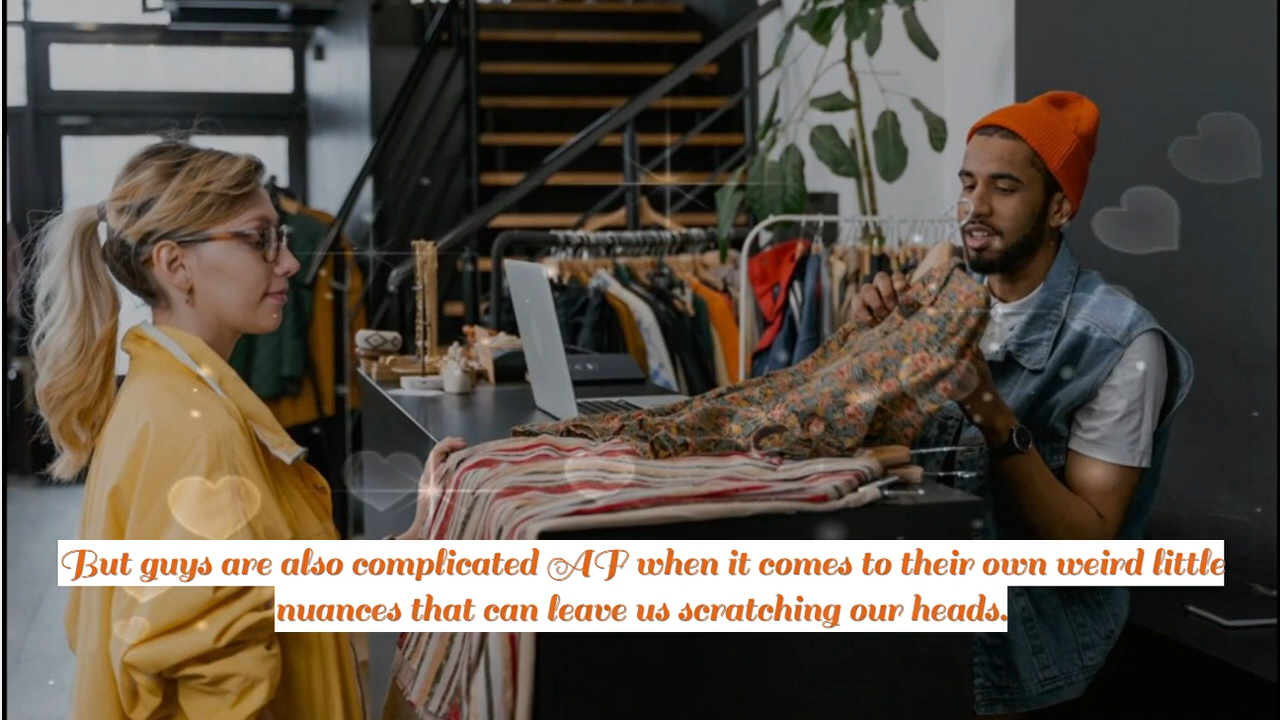 But guys are also complicated AF when it comes to their own weird little
nuances that can leave us scratching our heads.